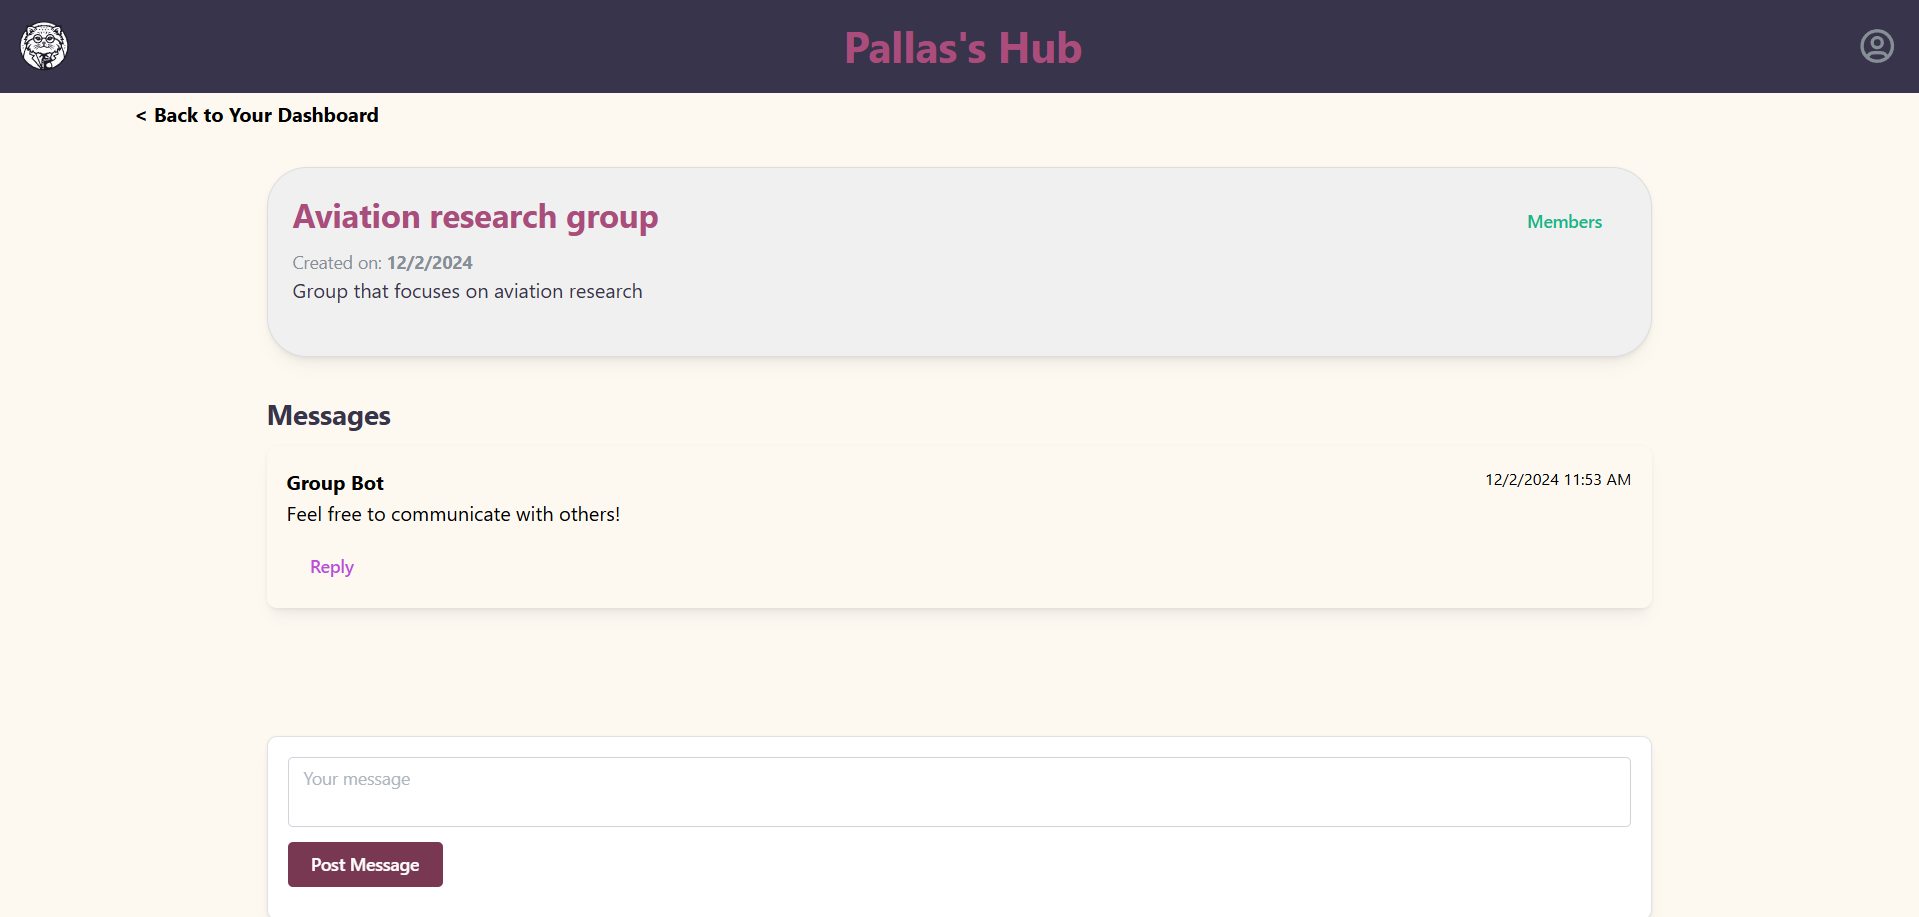 Pallas's Hub
< Back to Your Dashboard
Aviation research group
Members
Created on: 12/2/2024
Group that focuses on aviation research
Messages
Group Bot
12/2/2024 11:53 AM
Feel free to communicate with others!
Reply
Your message
Post Message